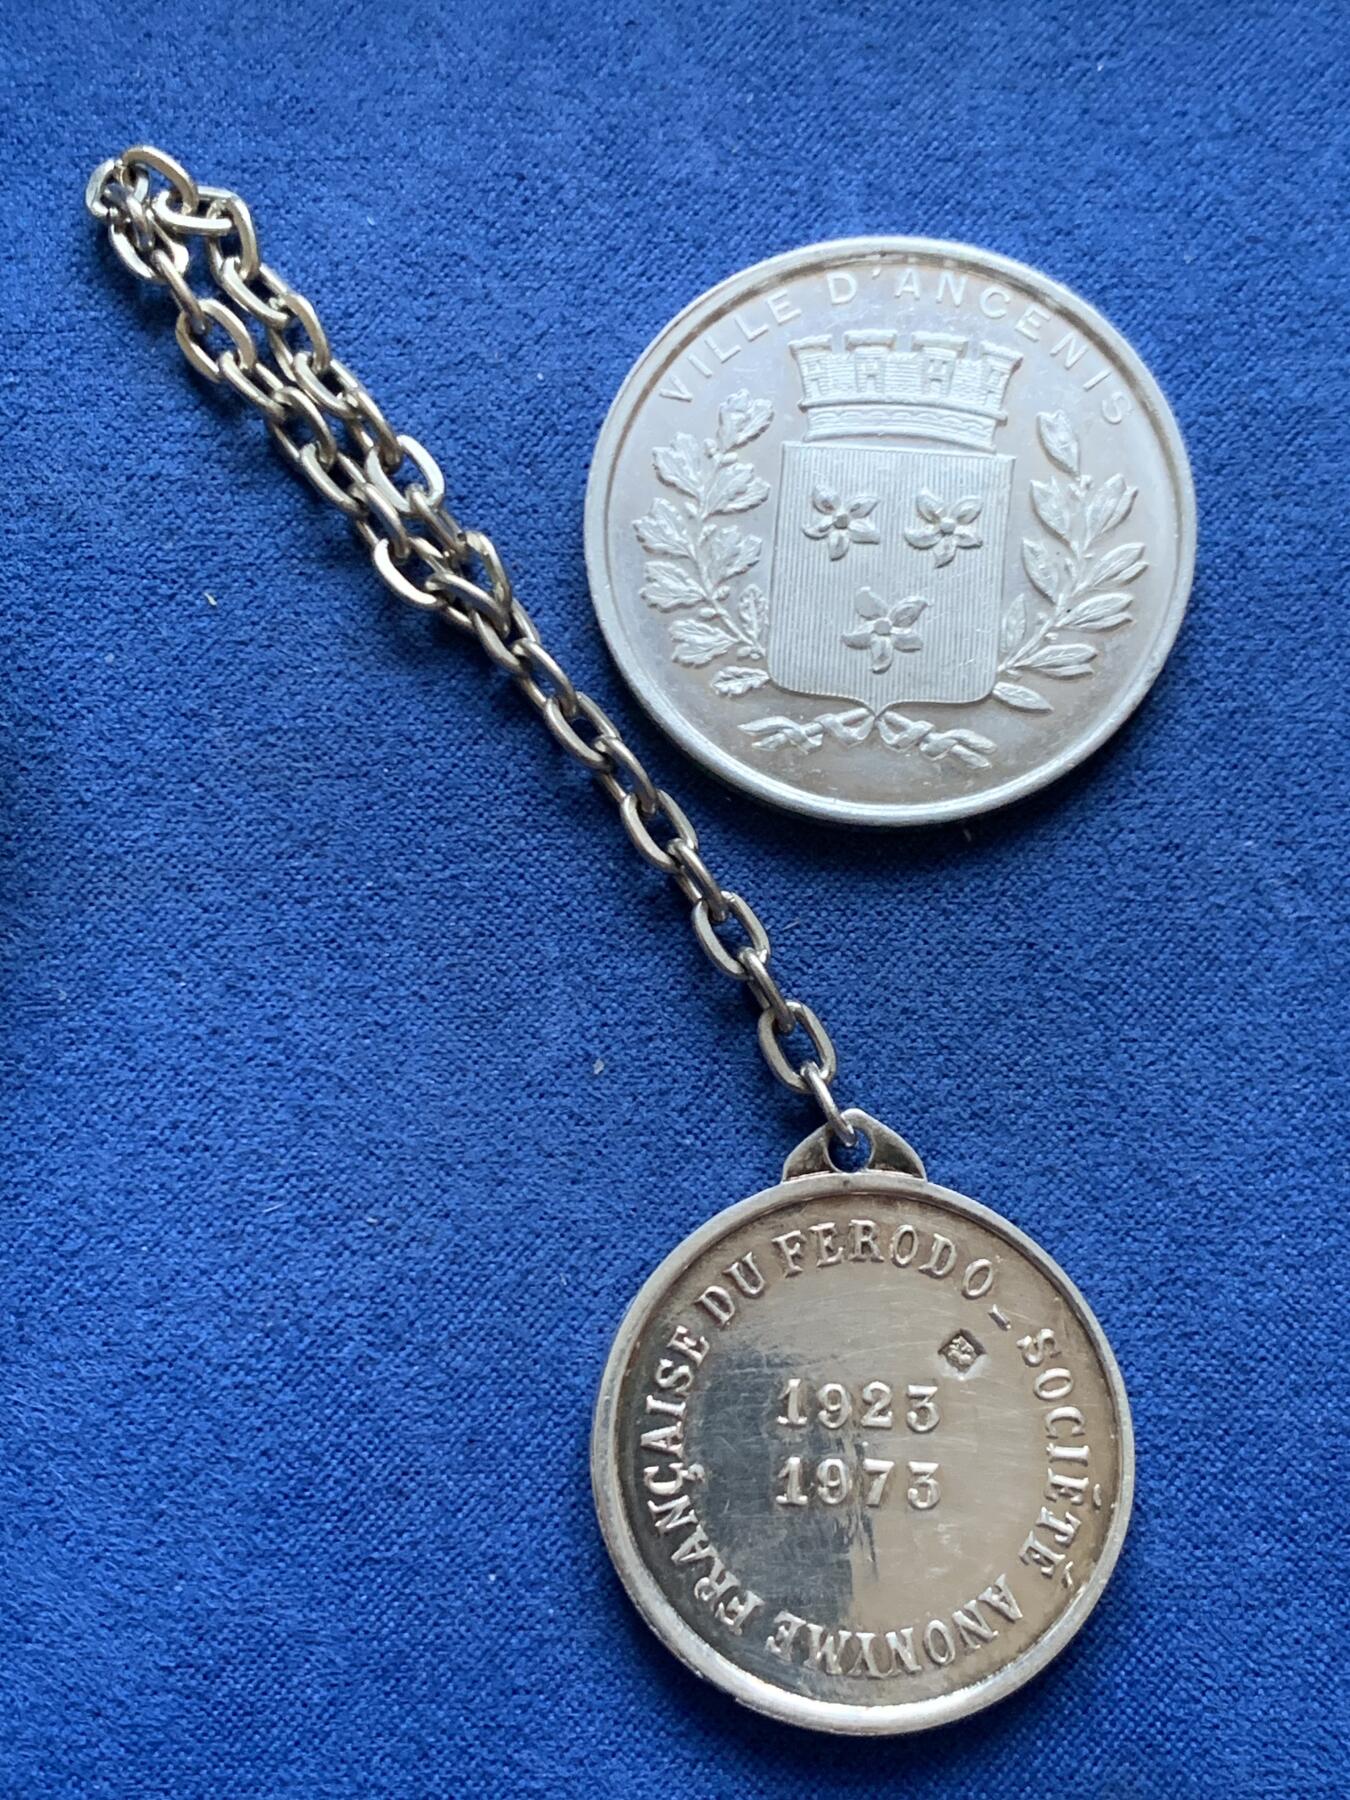 VILLE D'ANCENIS
SOCIÉTÉ ANONYME FRANÇAISE DU FERODO -
1923
1973